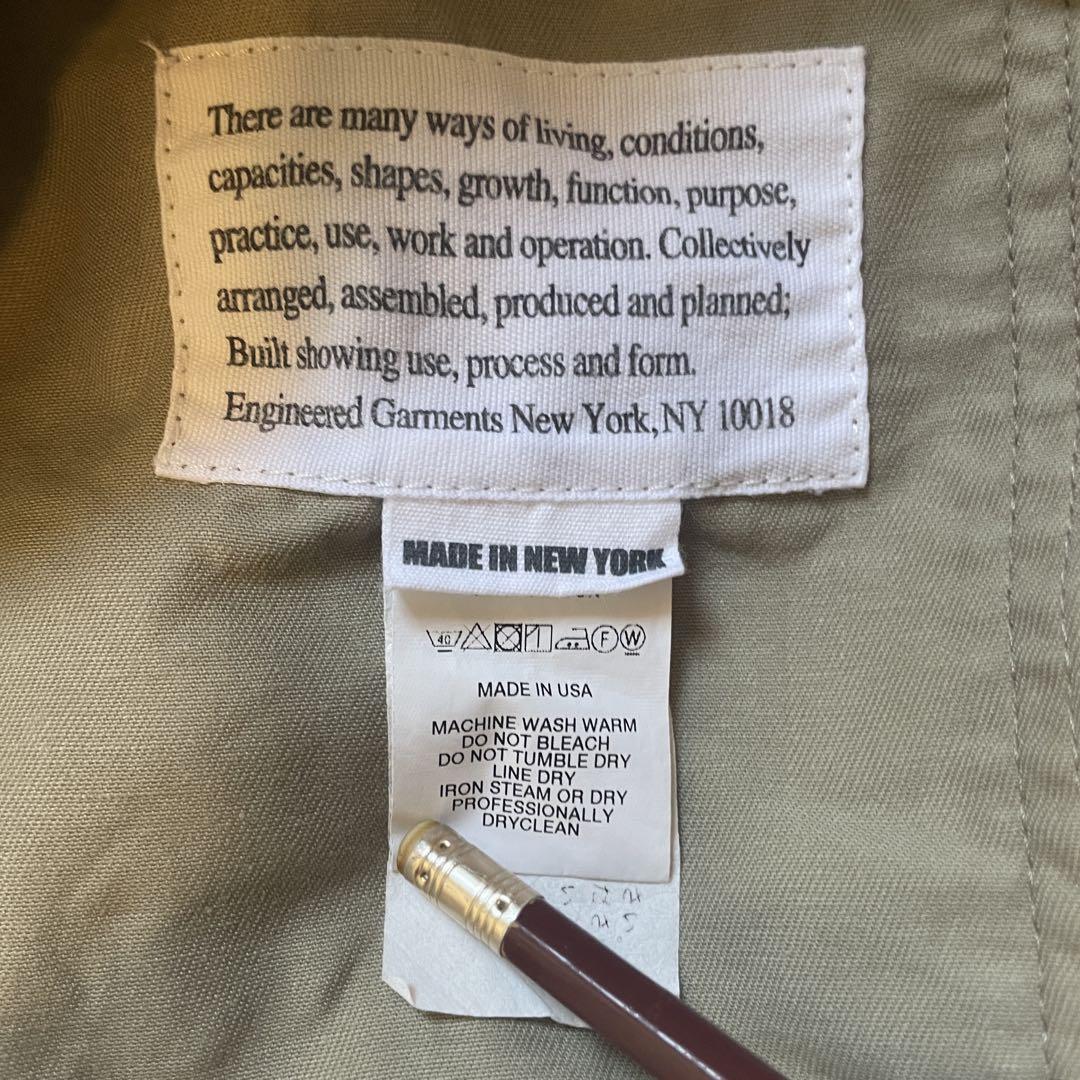 There are many ways of living, conditions,
capacities, shapes, growth, function, purpose,
practice, use, work and operation. Collectively
arranged, assembled, produced and planned;
Built showing use, process and form.
Engineered Garments New York, NY 10018
MADE IN NEW YORK
40 F W
MADE IN USA
MACHINE WASH WARM
DO NOT BLEACH
DO NOT TUMBLE DRY
LINE DRY
IRON STEAM OR DRY
PROFESSIONALLY
DRYCLEAN